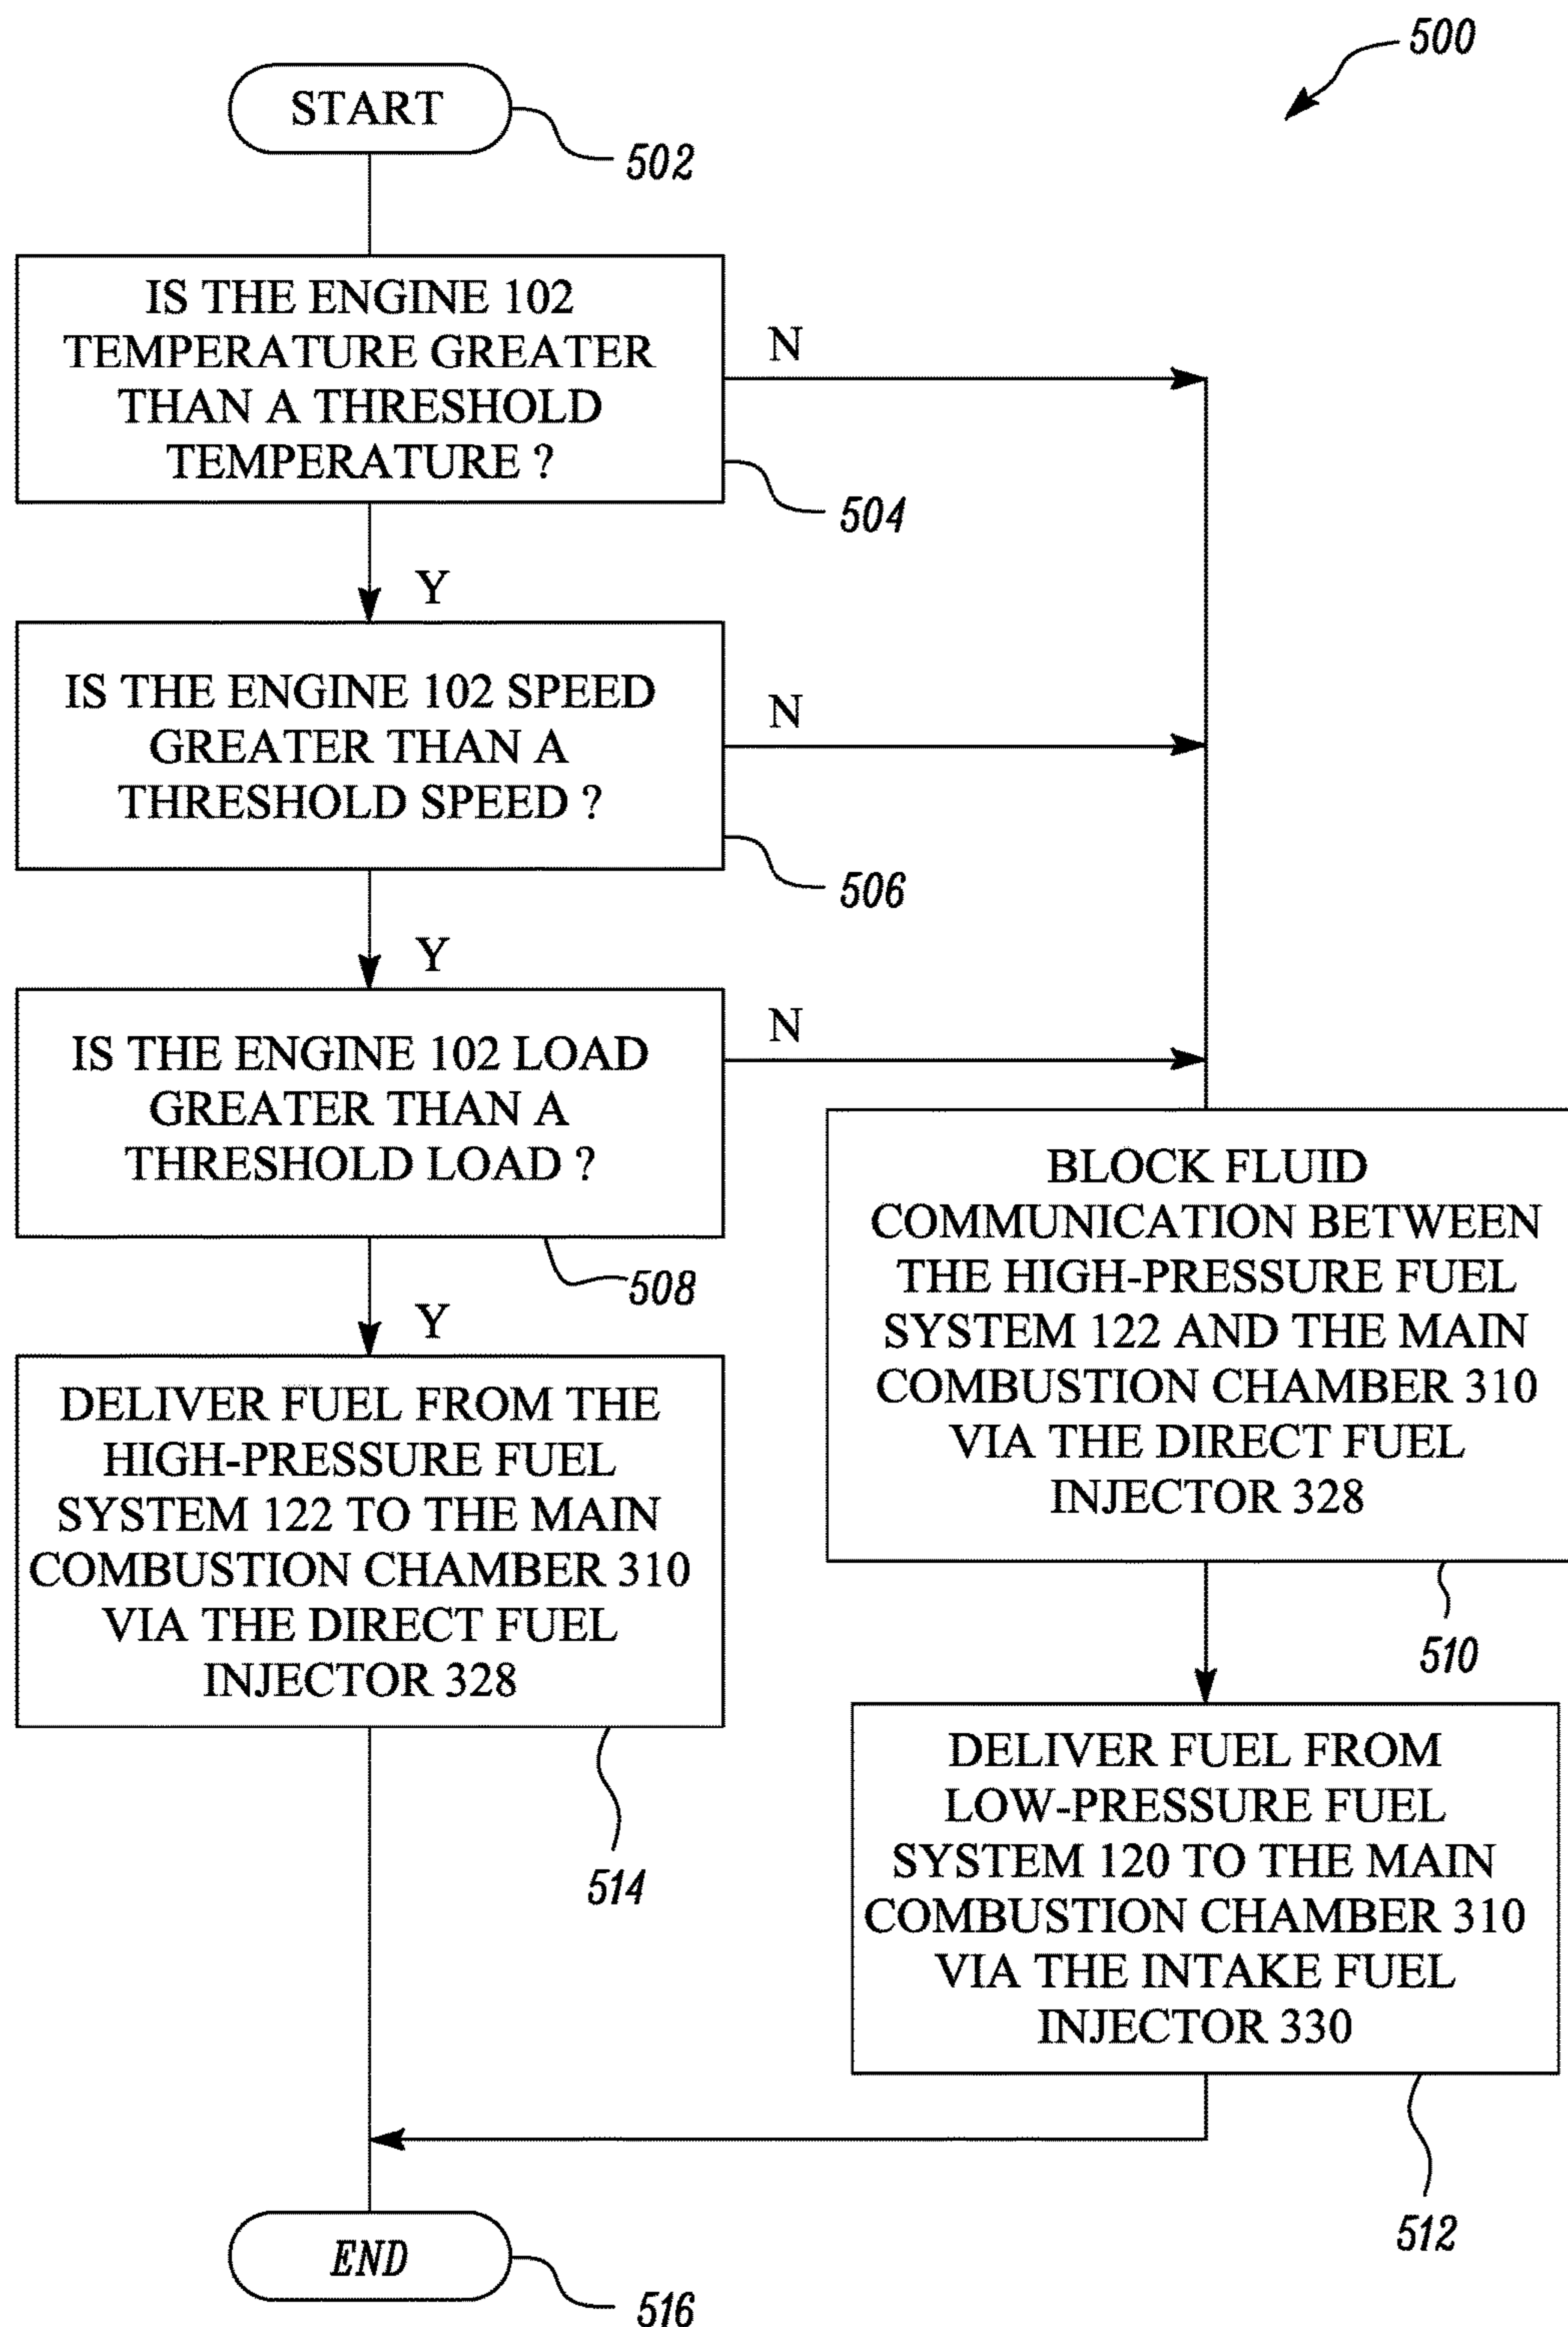 500
START
502
IS THE ENGINE 102
TEMPERATURE GREATER
THAN A THRESHOLD
TEMPERATURE ?
N
504
Y
IS THE ENGINE 102 SPEED
GREATER THAN A
THRESHOLD SPEED ?
N
506
Y
IS THE ENGINE 102 LOAD
GREATER THAN A
THRESHOLD LOAD ?
N
508
Y
BLOCK FLUID
COMMUNICATION BETWEEN
THE HIGH-PRESSURE FUEL
SYSTEM 122 AND THE MAIN
COMBUSTION CHAMBER 310
VIA THE DIRECT FUEL
INJECTOR 328
510
DELIVER FUEL FROM THE
HIGH-PRESSURE FUEL
SYSTEM 122 TO THE MAIN
COMBUSTION CHAMBER 310
VIA THE DIRECT FUEL
INJECTOR 328
514
DELIVER FUEL FROM
LOW-PRESSURE FUEL
SYSTEM 120 TO THE MAIN
COMBUSTION CHAMBER 310
VIA THE INTAKE FUEL
INJECTOR 330
512
END
516